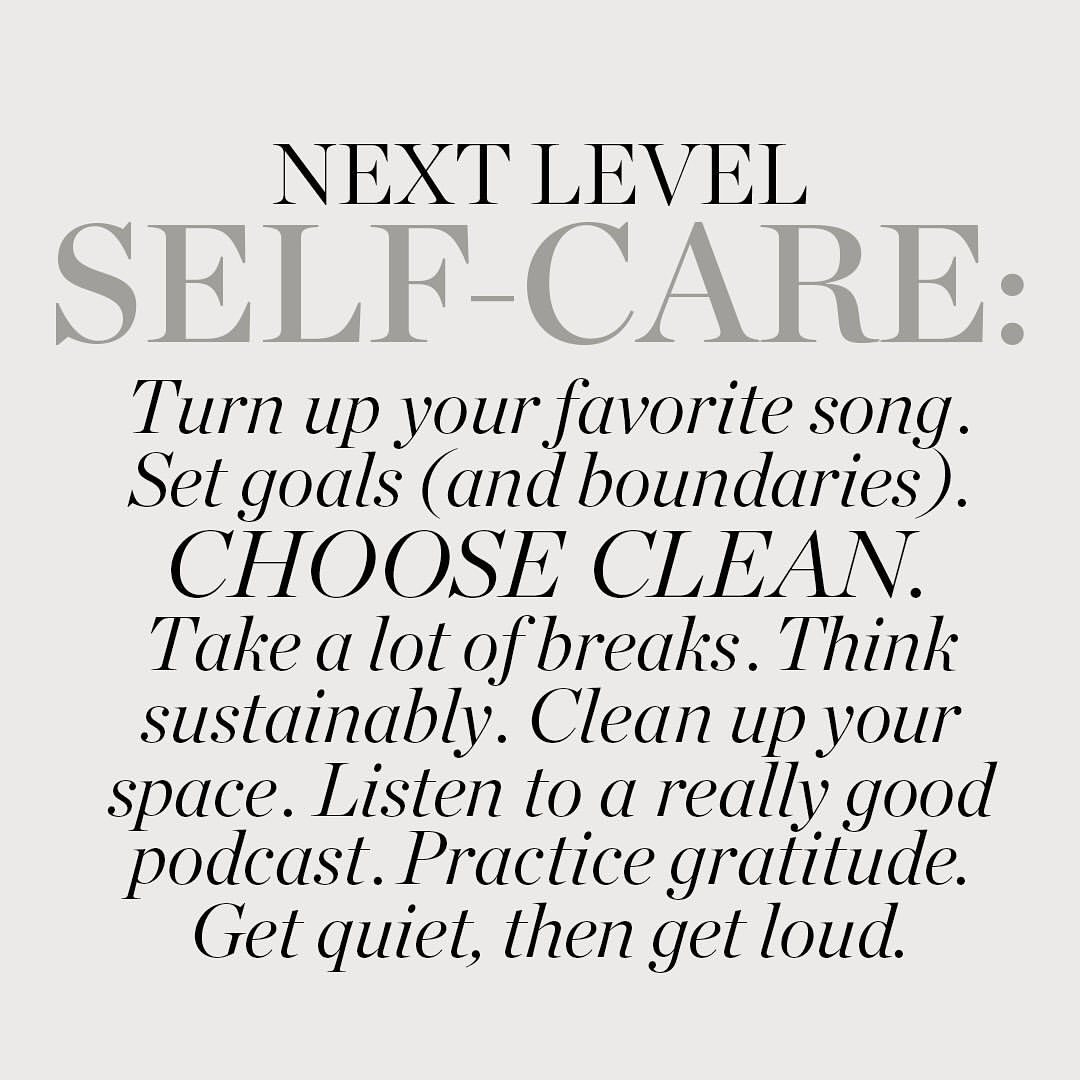 NEXT LEVEL
SELF-CARE:
Turn up your favorite song.
Set goals (and boundaries).
CHOOSE CLEAN.
Take a lot of breaks. Think
sustainably. Clean up your
space. Listen to a really good
podcast. Practice gratitude.
Get quiet, then get loud.